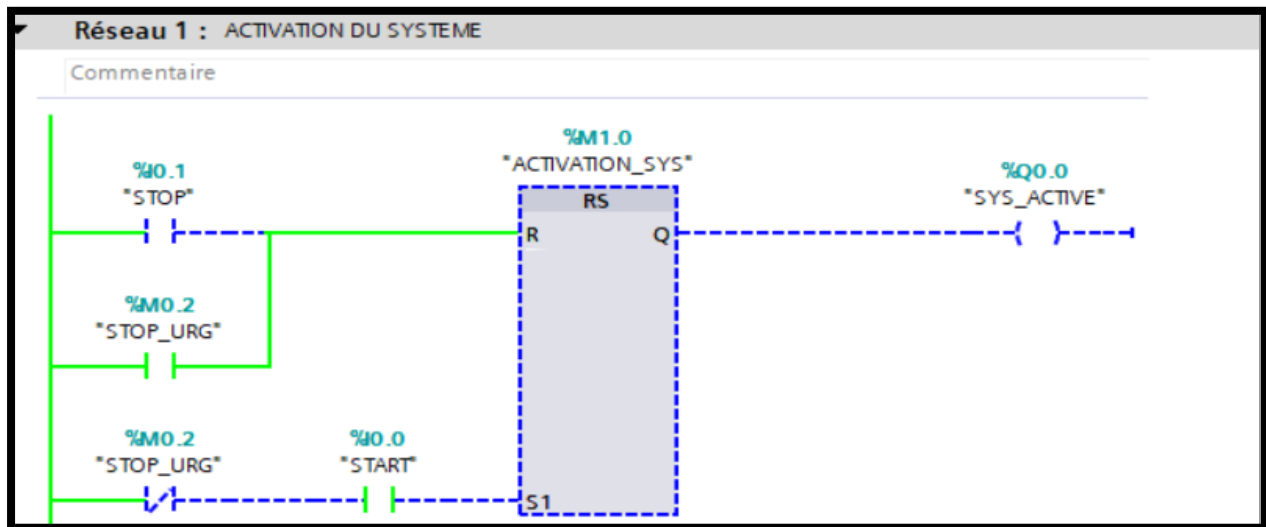 Réseau 1 : ACTIVATION DU SYSTEME
Commentaire
%M1.0
"ACTIVATION_SYS"
%I0.1
"STOP"
%Q0.0
"SYS_ACTIVE"
RS
R Q
%M0.2
"STOP_URG"
%M0.2
"STOP_URG"
%I0.0
"START"
S1